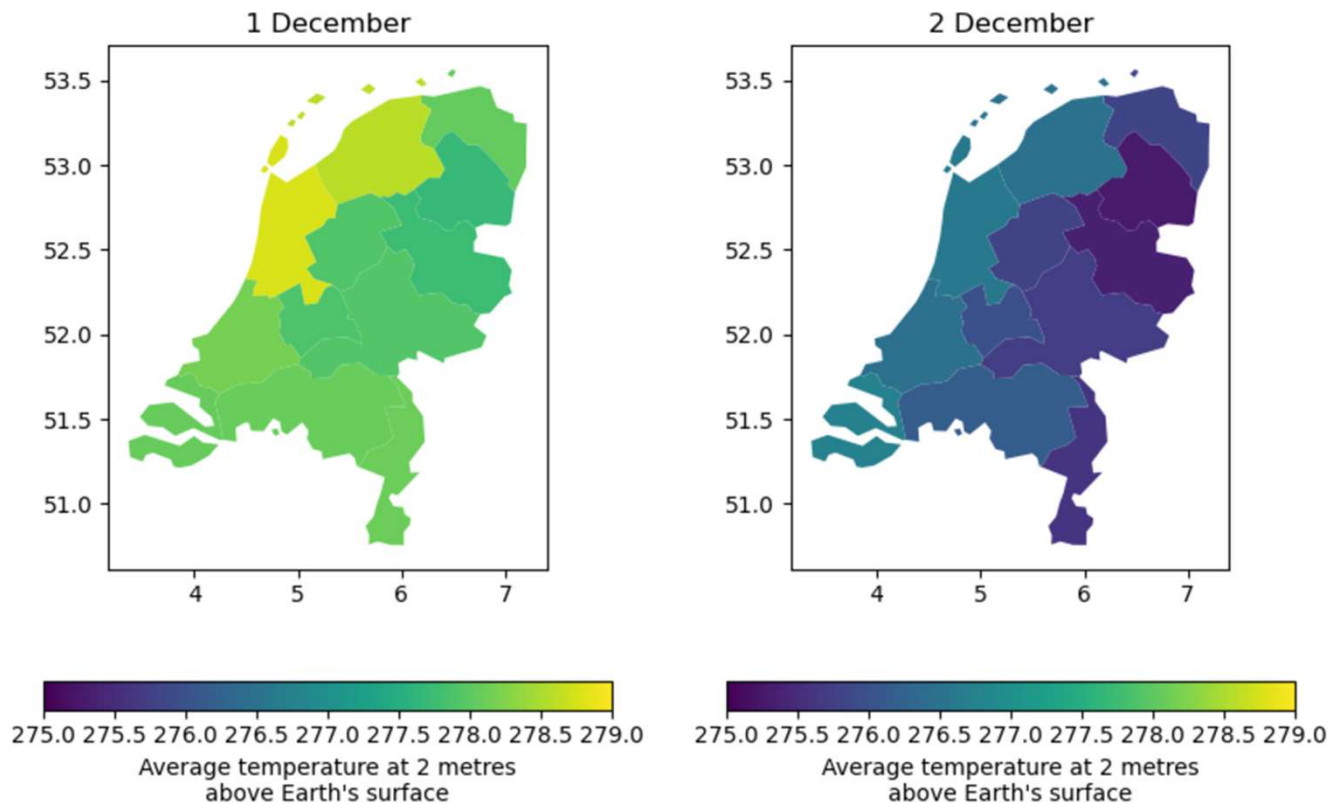 1 December
53.5
53.0
52.5
52.0
51.5
51.0
4 5 6 7
275.0 275.5 276.0 276.5 277.0 277.5 278.0 278.5 279.0
Average temperature at 2 metres
above Earth's surface
2 December
53.5
53.0
52.5
52.0
51.5
51.0
4 5 6 7
275.0 275.5 276.0 276.5 277.0 277.5 278.0 278.5 279.0
Average temperature at 2 metres
above Earth's surface